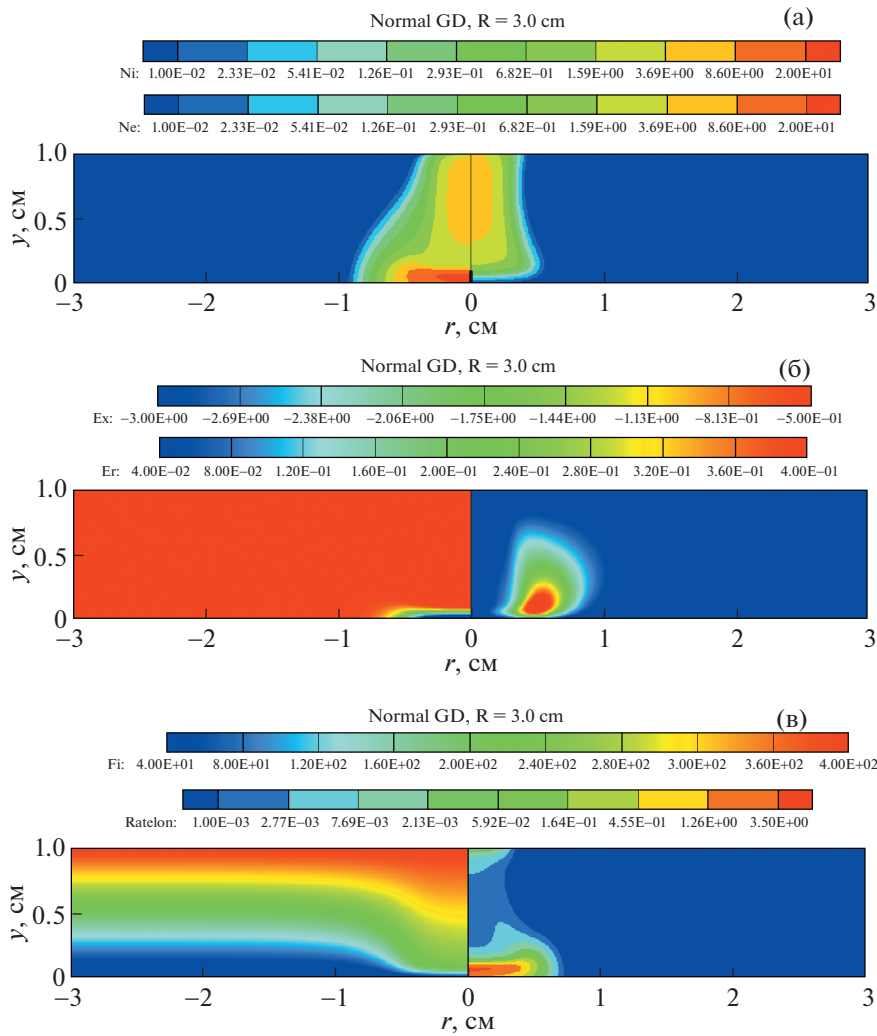 (а)
Normal GD, R = 3.0 cm
Ni: 1.00E−02 2.33E−02 5.41E−02 1.26E−01 2.93E−01 6.82E−01 1.59E+00 3.69E+00 8.60E+00 2.00E+01
Ne: 1.00E−02 2.33E−02 5.41E−02 1.26E−01 2.93E−01 6.82E−01 1.59E+00 3.69E+00 8.60E+00 2.00E+01
1.0
0.5
0
y, см
−3 −2 −1 0 1 2 3
r, см
(б)
Normal GD, R = 3.0 cm
Ex: −3.00E+00 −2.69E+00 −2.38E+00 −2.06E+00 −1.75E+00 −1.44E+00 −1.13E+00 −8.13E−01 −5.00E−01
Er: 4.00E−02 8.00E−02 1.20E−01 1.60E−01 2.00E−01 2.40E−01 2.80E−01 3.20E−01 3.60E−01 4.00E−01
1.0
0.5
0
y, см
−3 −2 −1 0 1 2 3
r, см
(в)
Normal GD, R = 3.0 cm
Fi: 4.00E+01 8.00E+01 1.20E+02 1.60E+02 2.00E+02 2.40E+02 2.80E+02 3.00E+02 3.60E+02 4.00E+02
Ratelon: 1.00E−03 2.77E−03 7.69E−03 2.13E−03 5.92E−02 1.64E−01 4.55E−01 1.26E+00 3.50E+00
1.0
0.5
0
y, см
−3 −2 −1 0 1 2 3
r, см